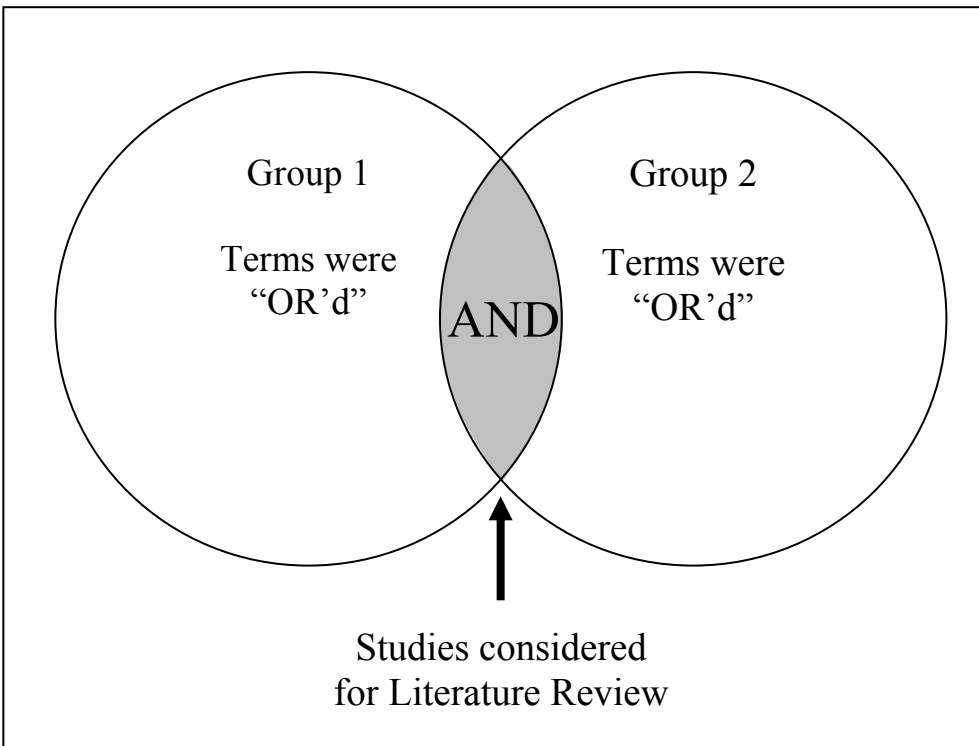 Group 1
Terms were
“OR’d”
AND
Group 2
Terms were
“OR’d”
Studies considered
for Literature Review